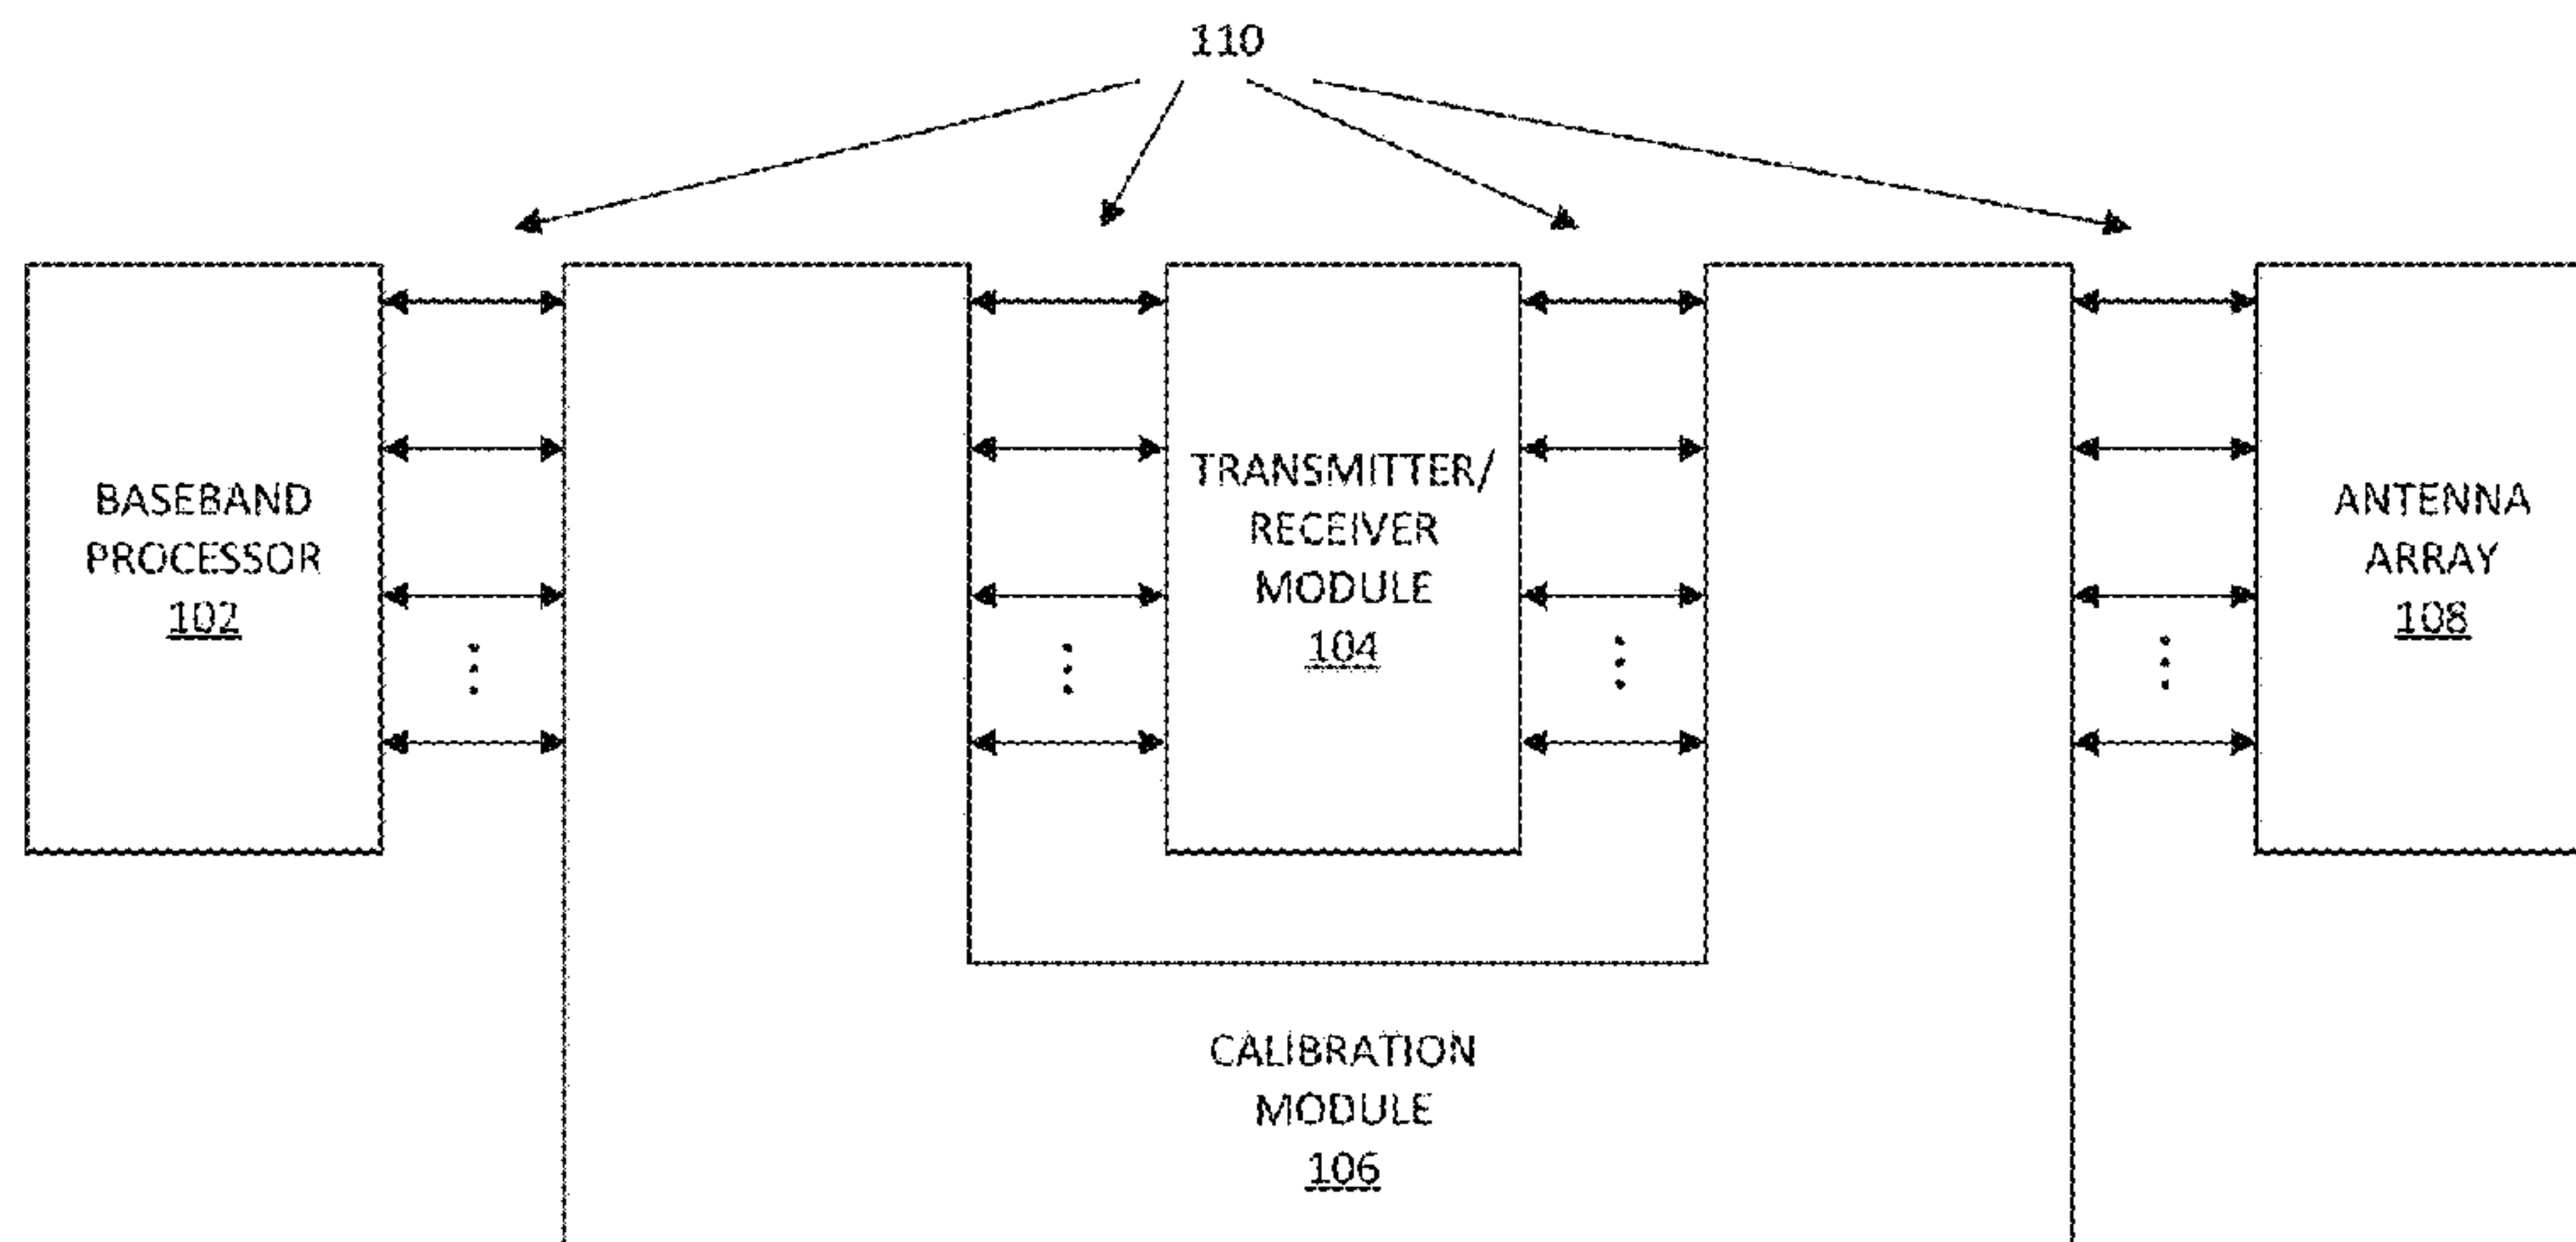 110
BASEBAND
PROCESSOR
102
TRANSMITTER/
RECEIVER
MODULE
104
ANTENNA
ARRAY
108
CALIBRATION
MODULE
106